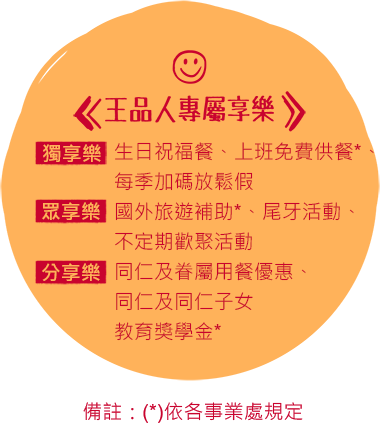 《王品人專屬享樂》
獨享樂 生日祝福餐、上班免費供餐*、
每季加碼放鬆假
眾享樂 國外旅遊補助*、尾牙活動、
不定期歡聚活動
分享樂 同仁及眷屬用餐優惠、
同仁及同仁子女
教育獎學金*
備註：(*)依各事業處規定